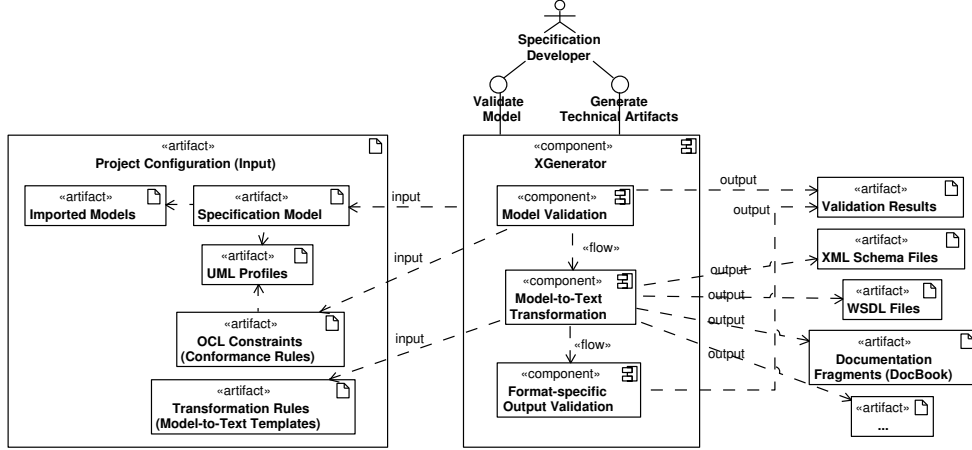 Specification
Developer
Validate
Model
Generate
Technical Artifacts
«artifact»
Project Configuration (Input)
«artifact»
Imported Models
«artifact»
Specification Model
«artifact»
UML Profiles
«artifact»
OCL Constraints
(Conformance Rules)
«artifact»
Transformation Rules
(Model-to-Text Templates)
input
input
input
«component»
XGenerator
«component»
Model Validation
«flow»
«component»
Model-to-Text
Transformation
«flow»
«component»
Format-specific
Output Validation
output
output
output
output
output
output
«artifact»
Validation Results
«artifact»
XML Schema Files
«artifact»
WSDL Files
«artifact»
Documentation
Fragments (DocBook)
«artifact»
...